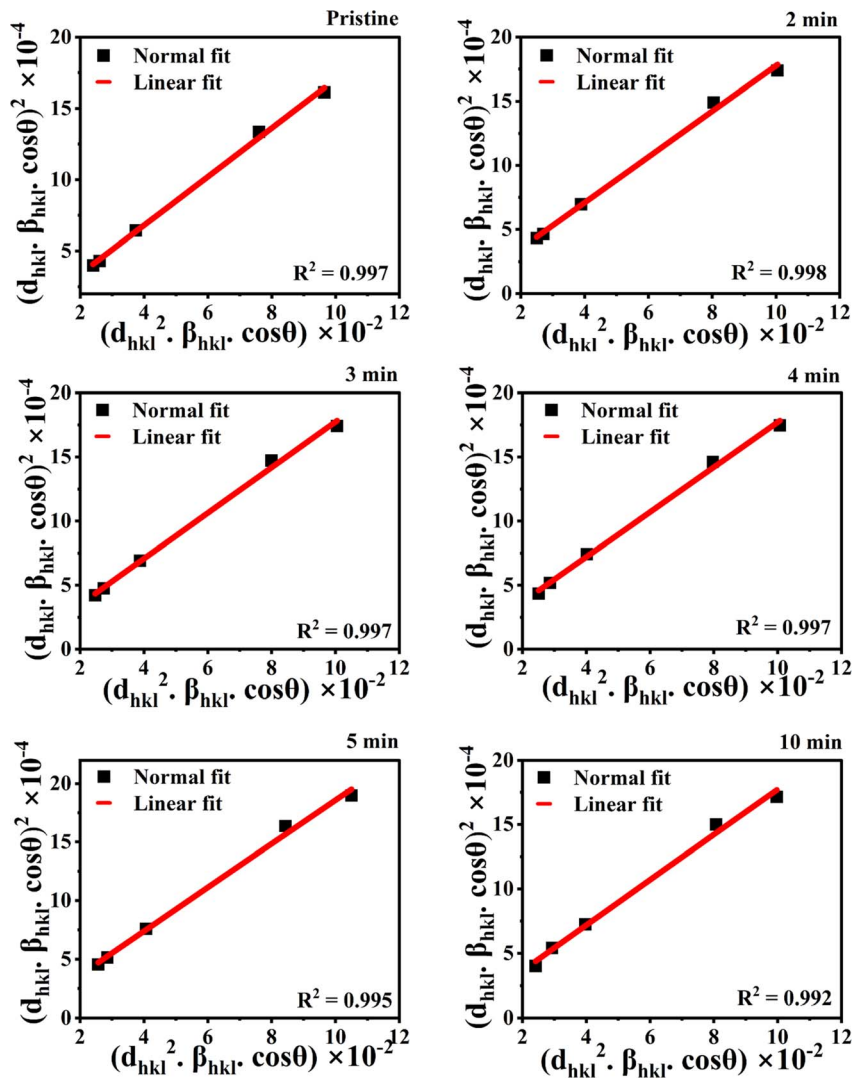 Pristine
Normal fit
Linear fit
R² = 0.997
20
15
10
5
2 4 6 8 10 12
((d_hkl. β_hkl. cosθ)² ×10⁻⁴
(d_hkl². β_hkl. cosθ) ×10⁻²
2 min
Normal fit
Linear fit
R² = 0.998
20
15
10
5
0
2 4 6 8 10 12
((d_hkl. β_hkl. cosθ)² ×10⁻⁴
(d_hkl². β_hkl. cosθ) ×10⁻²
3 min
Normal fit
Linear fit
R² = 0.997
20
15
10
5
0
2 4 6 8 10 12
((d_hkl. β_hkl. cosθ)² ×10⁻⁴
(d_hkl². β_hkl. cosθ) ×10⁻²
4 min
Normal fit
Linear fit
R² = 0.997
20
15
10
5
0
2 4 6 8 10 12
((d_hkl. β_hkl. cosθ)² ×10⁻⁴
(d_hkl². β_hkl. cosθ) ×10⁻²
5 min
Normal fit
Linear fit
R² = 0.995
20
15
10
5
0
2 4 6 8 10 12
((d_hkl. β_hkl. cosθ)² ×10⁻⁴
(d_hkl². β_hkl. cosθ) ×10⁻²
10 min
Normal fit
Linear fit
R² = 0.992
20
15
10
5
0
2 4 6 8 10 12
((d_hkl. β_hkl. cosθ)² ×10⁻⁴
(d_hkl². β_hkl. cosθ) ×10⁻²